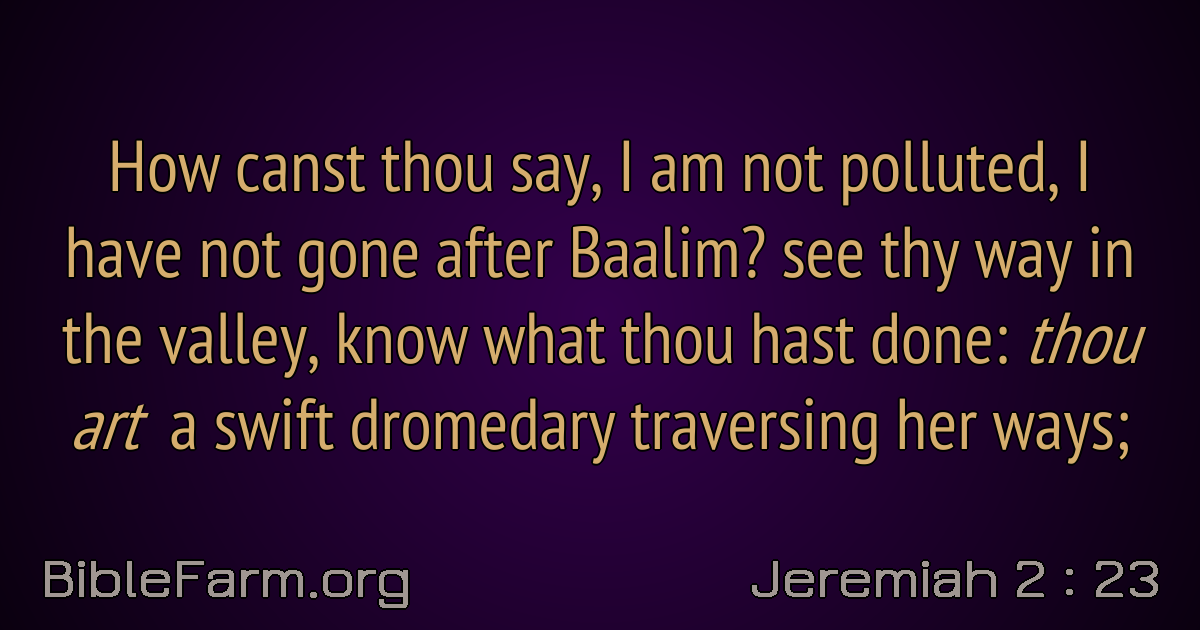 How canst thou say, I am not polluted, I
have not gone after Baalim? see thy way in
the valley, know what thou hast done: thou
art a swift dromedary traversing her ways;
BibleFarm.org
Jeremiah 2 : 23